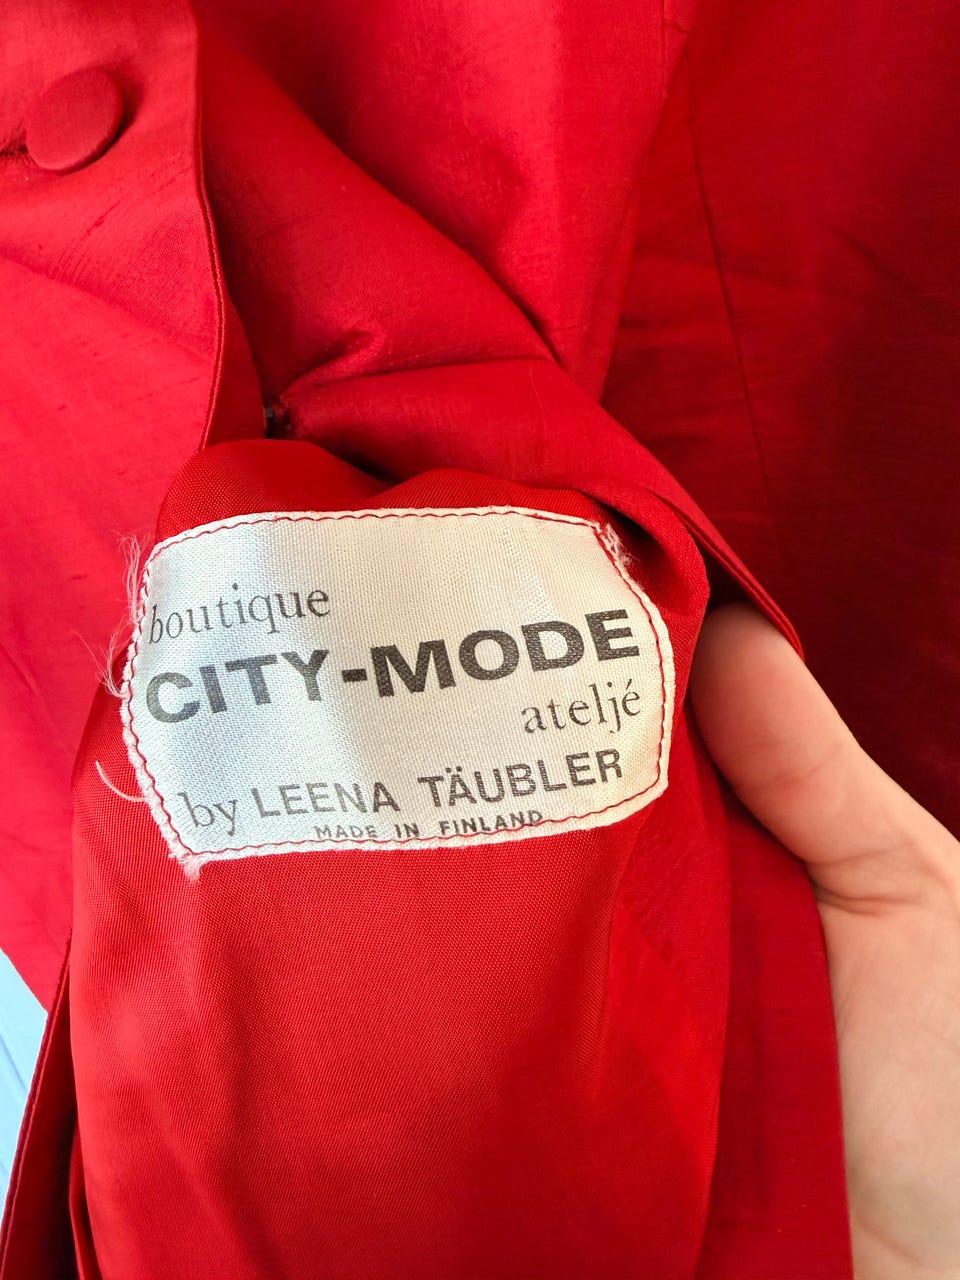 boutique
CITY-MODE
ateljé
by LEENA TÄUBLER
MADE IN FINLAND